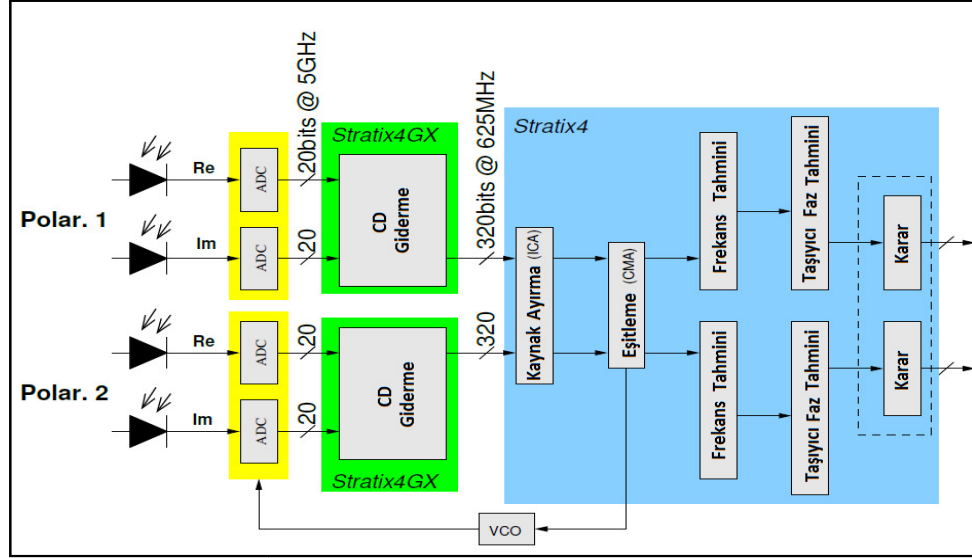 Polar. 1
Re
Im
ADC
ADC
20bits @ 5GHz
20
Stratix4GX
CD
Giderme
320bits @ 625MHz
Polar. 2
Re
Im
ADC
ADC
20
20
CD
Giderme
Stratix4GX
320
Stratix4
Kaynak Ayırma (ICA)
Eşitleme (CMA)
Frekans Tahmini
Taşıyıcı Faz Tahmini
Karar
Frekans Tahmini
Taşıyıcı Faz Tahmini
Karar
VCO